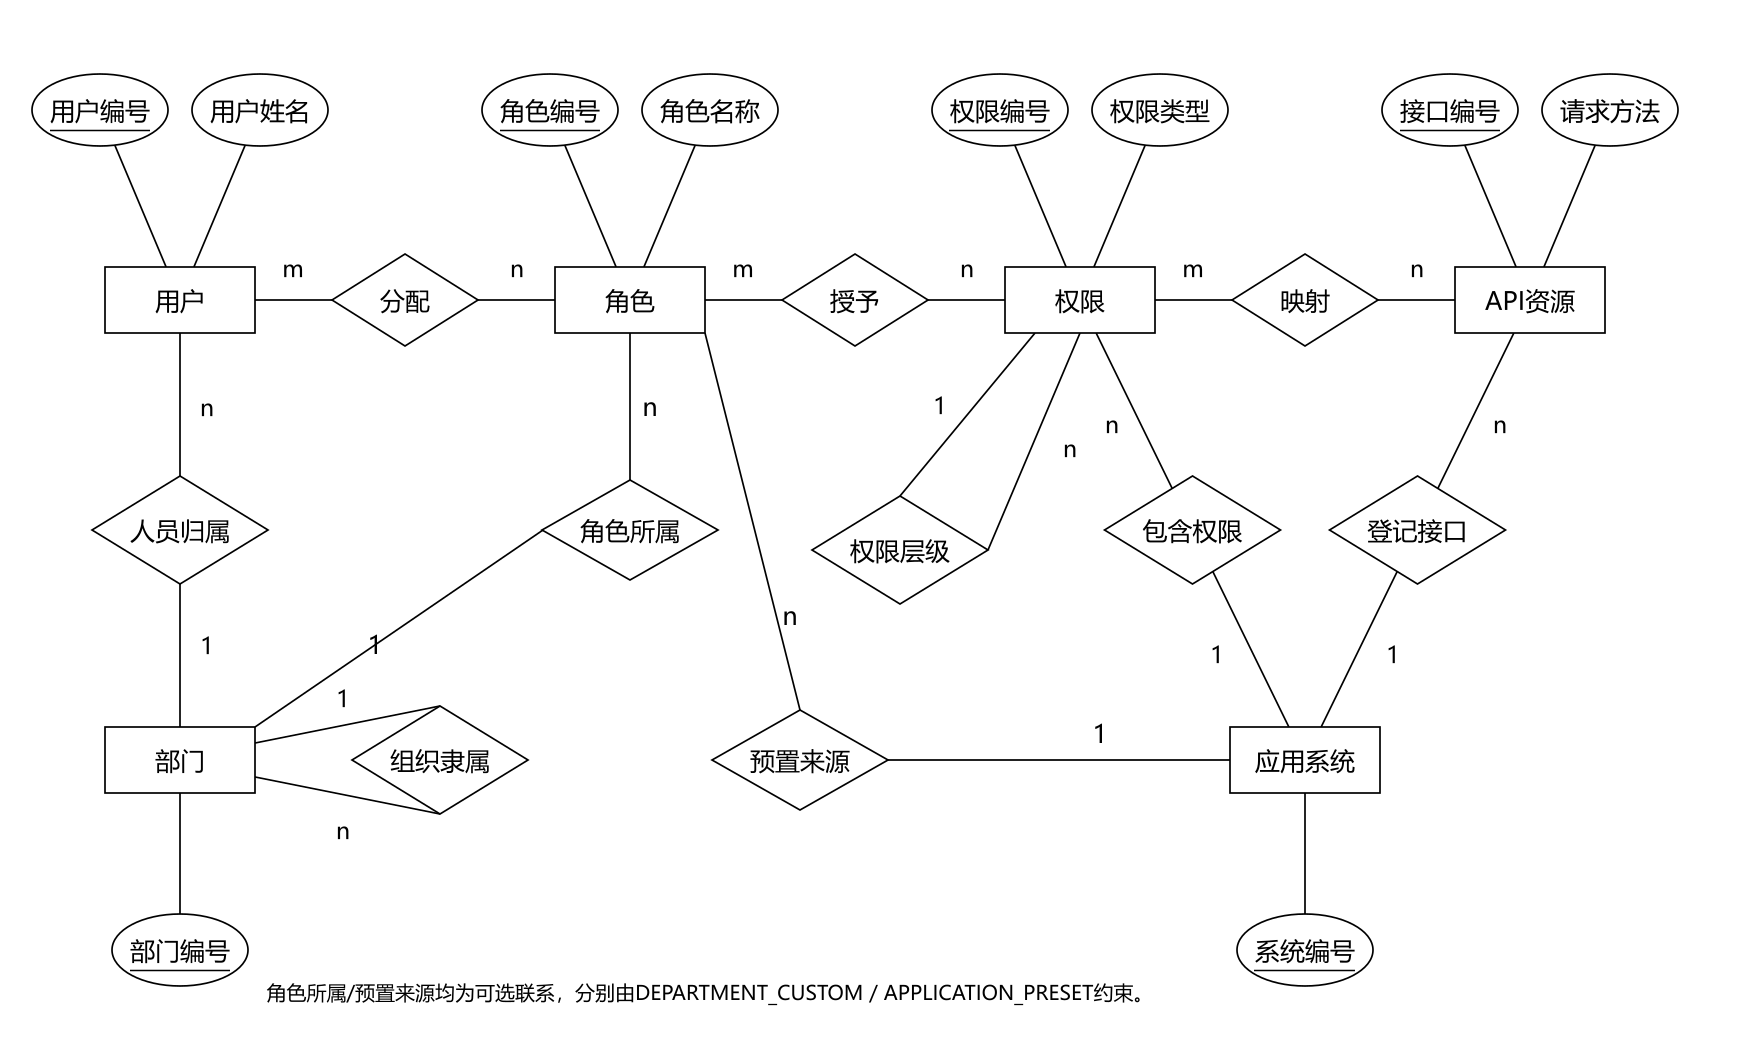 用户编号
用户姓名
角色编号
角色名称
权限编号
权限类型
接口编号
请求方法
m
n
m
n
m
n
用户
分配
角色
授予
权限
映射
API资源
n
n
1
n
n
n
人员归属
角色所属
权限层级
包含权限
登记接口
n
1
1
1
1
1
1
部门
组织隶属
预置来源
应用系统
n
部门编号
系统编号
角色所属/预置来源均为可选联系，分别由DEPARTMENT_CUSTOM / APPLICATION_PRESET约束。